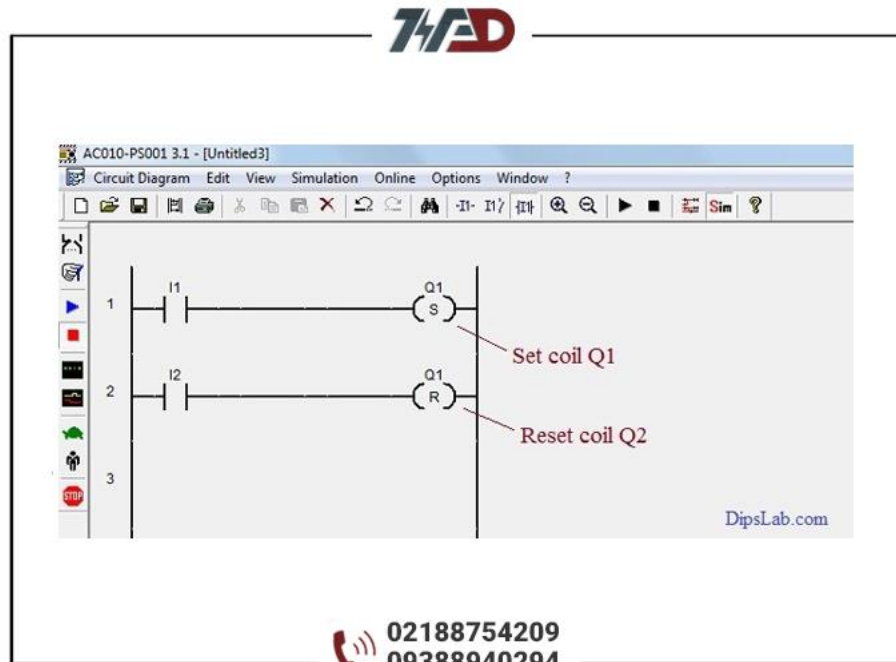 AC010-PS001 3.1 - [Untitled3]
Circuit Diagram Edit View Simulation Online Options Window ?
Sim ?
I1 Q1
1 S
Set coil Q1
I2 Q1
2 R
Reset coil Q2
3
STOP
DipsLab.com
02188754209
09388940294